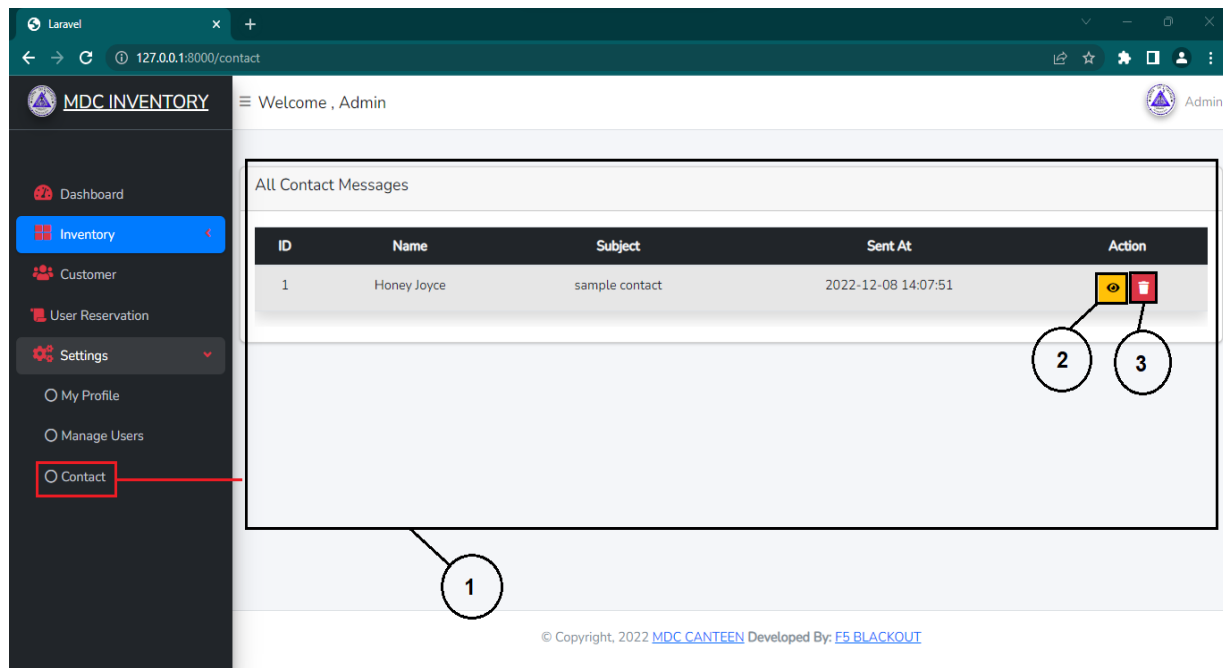 Laravel
127.0.0.1:8000/contact
MDC INVENTORY
Welcome , Admin
Admin
Dashboard
Inventory
Customer
User Reservation
Settings
My Profile
Manage Users
Contact
All Contact Messages
ID Name Subject Sent At Action
1 Honey Joyce sample contact 2022-12-08 14:07:51
2 3
1
© Copyright, 2022 MDC CANTEEN Developed By: F5 BLACKOUT